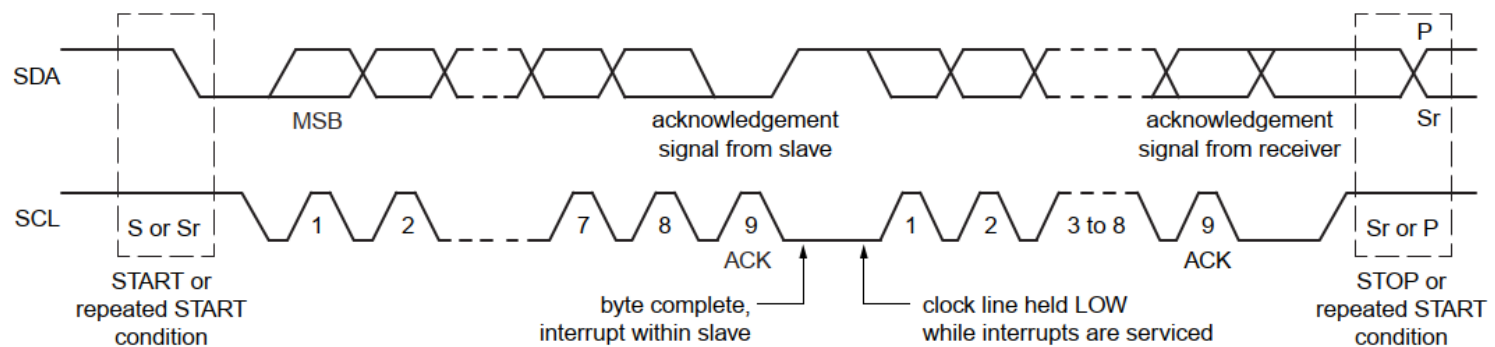 P
SDA
MSB
acknowledgement
signal from slave
acknowledgement
signal from receiver
Sr
SCL
S or Sr
1
2
7
8
9
1
2
3 to 8
9
Sr or P
ACK
ACK
START or
repeated START
condition
byte complete,
interrupt within slave
clock line held LOW
while interrupts are serviced
STOP or
repeated START
condition